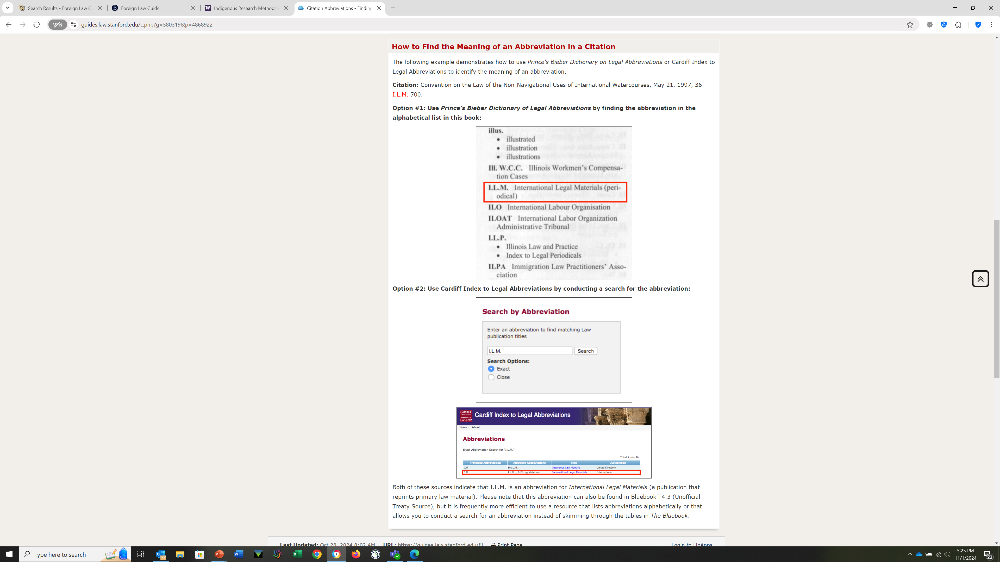 Search Results - Foreign Law Gu
Foreign Law Guide
Indigenous Research Methods -
Citation Abbreviations - Finding
VPN
guides.law.stanford.edu/c.php?g=580319&p=4868922
How to Find the Meaning of an Abbreviation in a Citation
The following example demonstrates how to use Prince's Bieber Dictionary on Legal Abbreviations or Cardiff Index to
Legal Abbreviations to identify the meaning of an abbreviation.
Citation: Convention on the Law of the Non-Navigational Uses of International Watercourses, May 21, 1997, 36
I.L.M. 700.
Option #1: Use Prince's Bieber Dictionary of Legal Abbreviations by finding the abbreviation in the
alphabetical list in this book:
illus.
• illustrated
• illustration
• illustrations
Ill. W.C.C. Illinois Workmen's Compensa-
tion Cases
I.L.M. International Legal Materials (peri-
odical)
ILO International Labour Organisation
ILOAT International Labor Organization
Administrative Tribunal
I.L.P.
• Illinois Law and Practice
• Index to Legal Periodicals
ILPA Immigration Law Practitioners' Asso-
ciation
Option #2: Use Cardiff Index to Legal Abbreviations by conducting a search for the abbreviation:
Search by Abbreviation
Enter an abbreviation to find matching Law
publication titles
I.L.M. Search
Search Options:
Exact
Close
CARDIFF
UNIVERSITY
PRIFYSGOL
CAERDYDD
Cardiff Index to Legal Abbreviations
Home About
Abbreviations
Exact Abbreviation Search for "I.L.M."
Total 2 results.
Preferred Abbreviation Alternate Abbreviations Title Jurisdiction
ILM Ins.L.M. Insurance Law Monthly United Kingdom
ILM I.L.M. ; Int'l Leg.Materials International Legal Materials International
Both of these sources indicate that I.L.M. is an abbreviation for International Legal Materials (a publication that
reprints primary law material). Please note that this abbreviation can also be found in Bluebook T4.3 (Unofficial
Treaty Source), but it is frequently more efficient to use a resource that lists abbreviations alphabetically or that
allows you to conduct a search for an abbreviation instead of skimming through the tables in The Bluebook.
Last Updated: Oct 28, 2024 8:02 AM URL: https://guides.law.stanford.edu/fil Print Page Login to LibApps
Type here to search
5:25 PM
11/1/2024
22